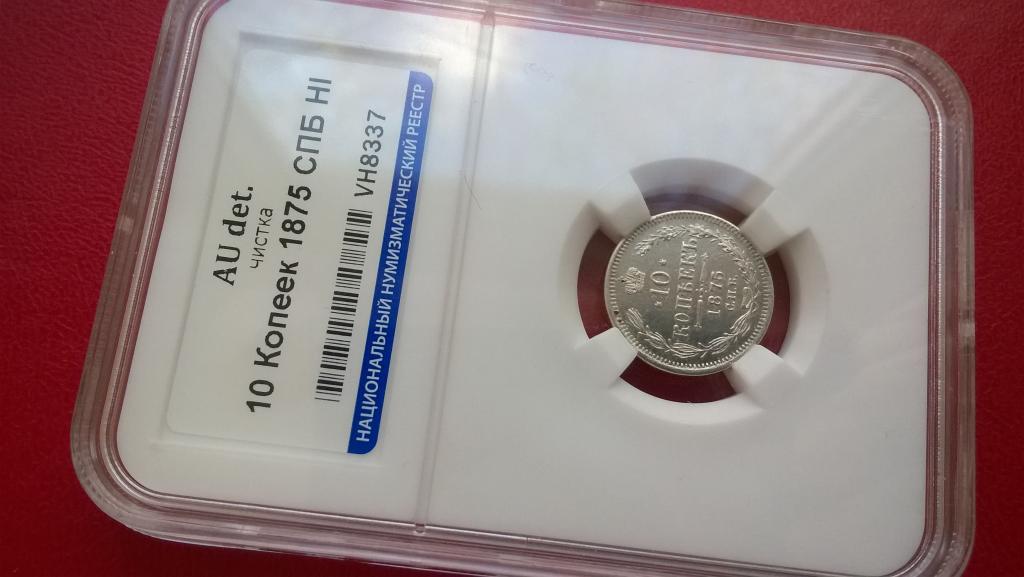 AU det.
чистка
10 Копеек 1875 СПБ HI
VH8337
НАЦИОНАЛЬНЫЙ НУМИЗМАТИЧЕСКИЙ РЕЕСТР
10
КОПѢЕКЪ
1875
С.П.Б.